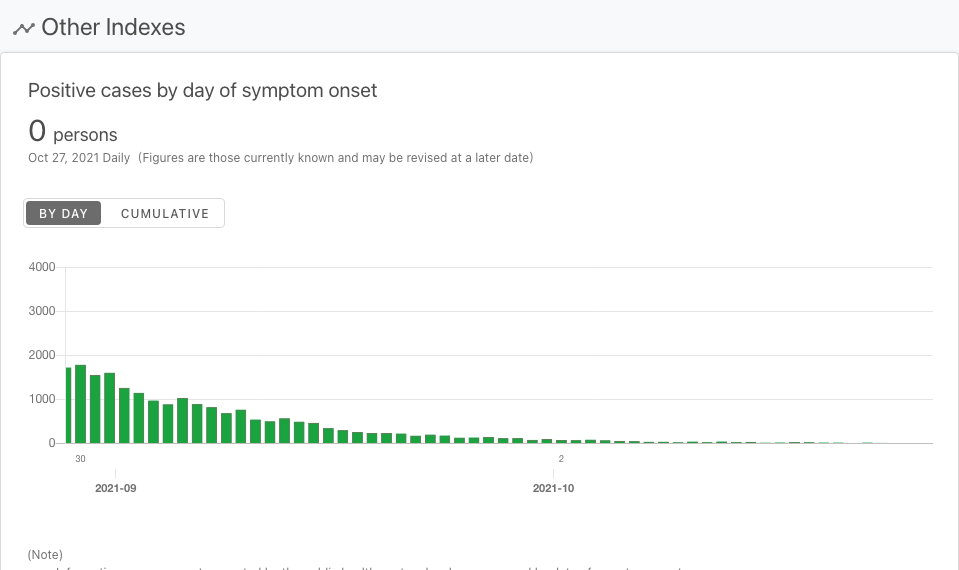 Other Indexes
Positive cases by day of symptom onset
0 persons
Oct 27, 2021 Daily (Figures are those currently known and may be revised at a later date)
BY DAY CUMULATIVE
4000
3000
2000
1000
0
30 2
2021-09 2021-10
(Note)